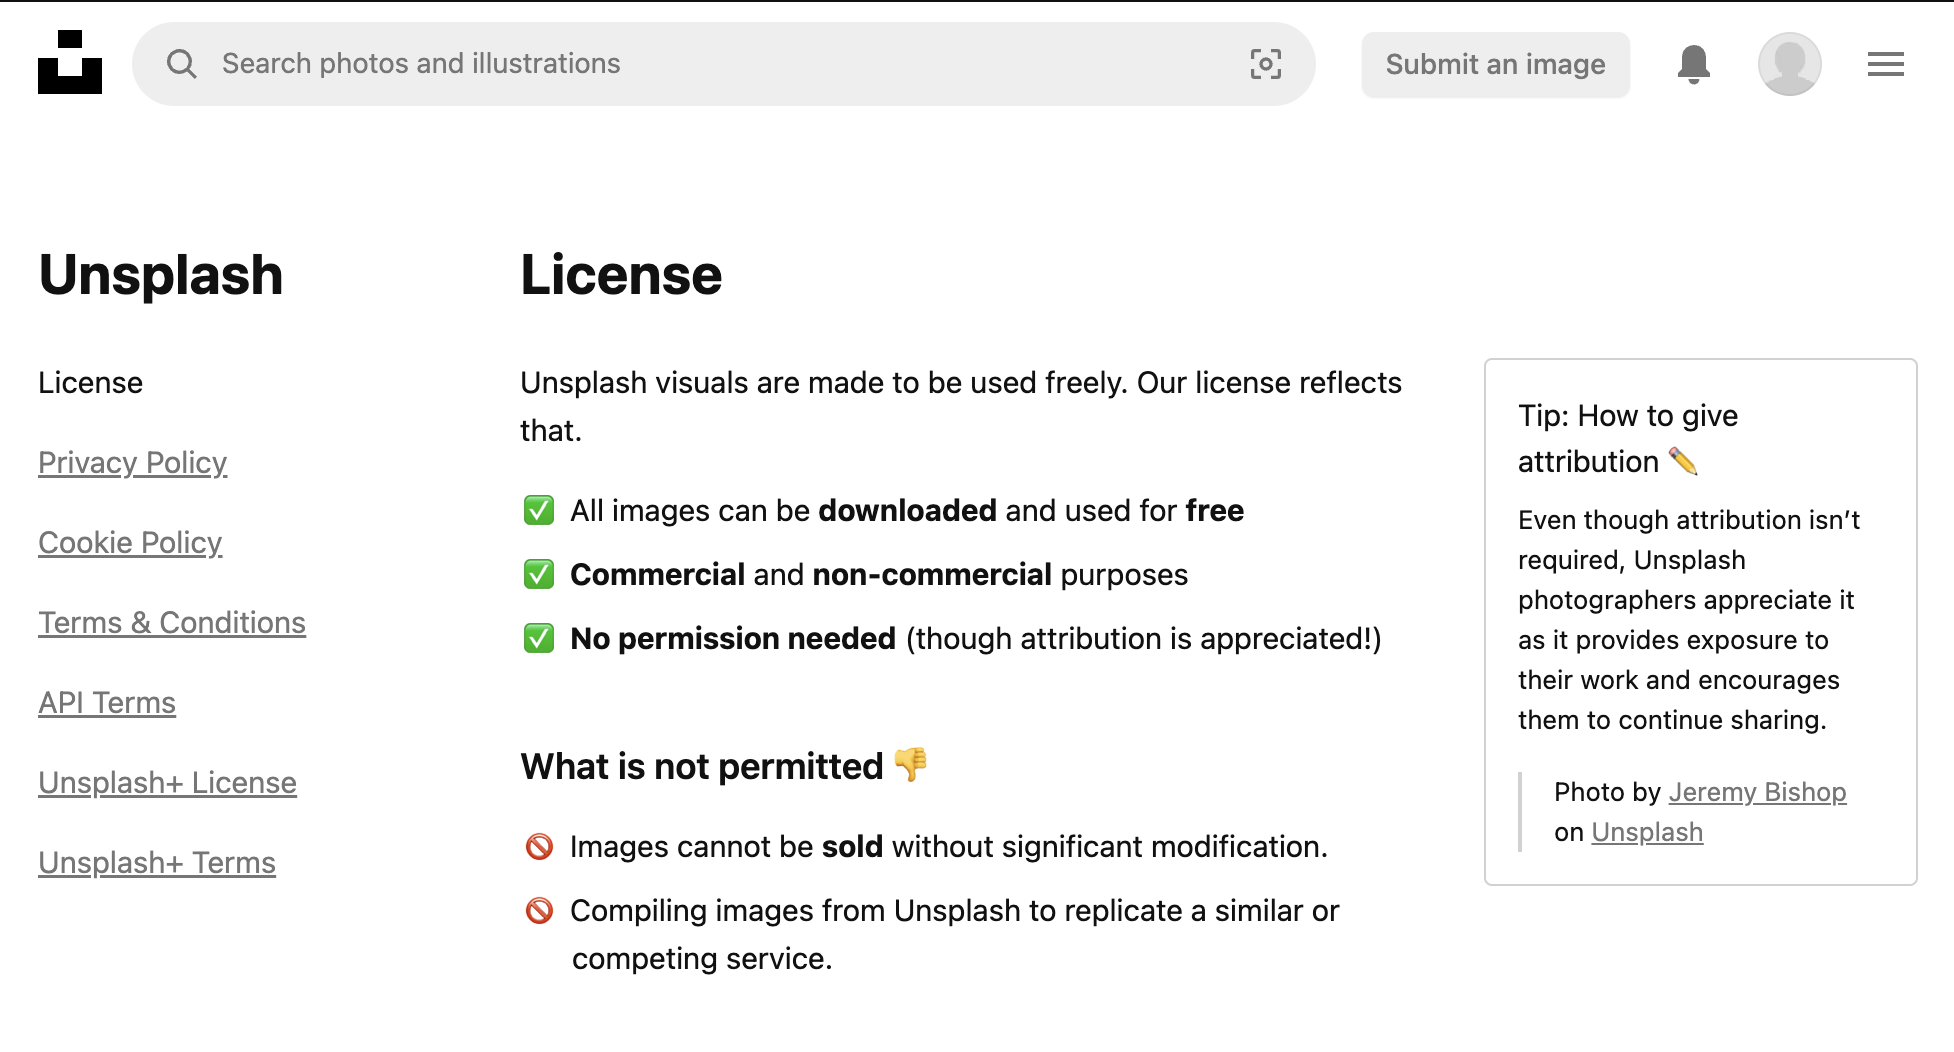 Search photos and illustrations
Submit an image
Unsplash
License
Privacy Policy
Cookie Policy
Terms & Conditions
API Terms
Unsplash+ License
Unsplash+ Terms
License
Unsplash visuals are made to be used freely. Our license reflects
that.
✅ All images can be downloaded and used for free
✅ Commercial and non-commercial purposes
✅ No permission needed (though attribution is appreciated!)
What is not permitted 👎
🚫 Images cannot be sold without significant modification.
🚫 Compiling images from Unsplash to replicate a similar or
competing service.
Tip: How to give
attribution ✏️
Even though attribution isn’t
required, Unsplash
photographers appreciate it
as it provides exposure to
their work and encourages
them to continue sharing.
Photo by Jeremy Bishop
on Unsplash